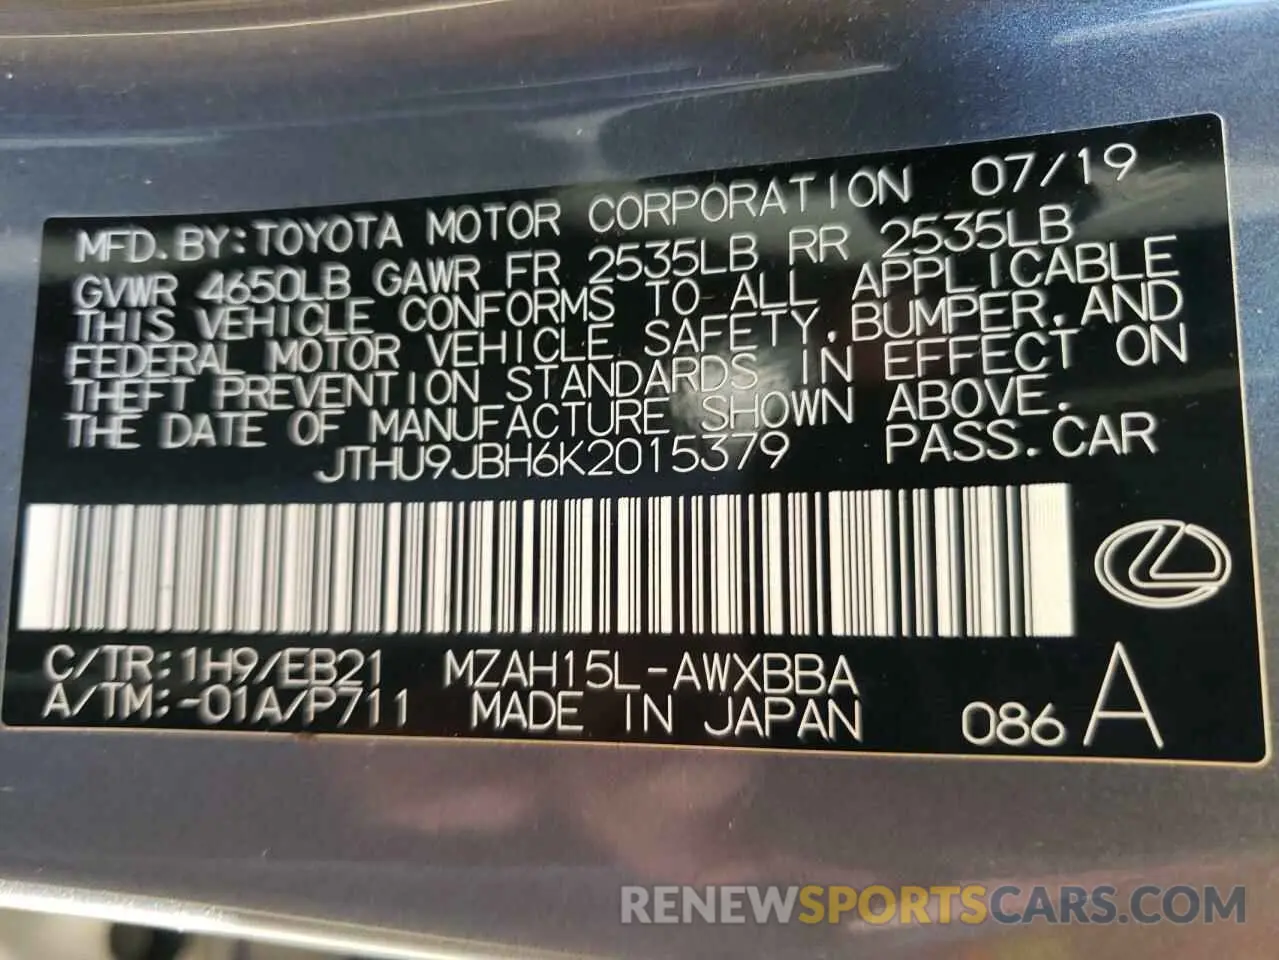 MFD. BY: TOYOTA MOTOR CORPORATION 07/19
GVWR 4650LB GAWR FR 2535LB RR 2535LB
THIS VEHICLE CONFORMS TO ALL APPLICABLE
FEDERAL MOTOR VEHICLE SAFETY, BUMPER, AND
THEFT PREVENTION STANDARDS IN EFFECT ON
THE DATE OF MANUFACTURE SHOWN ABOVE.
JTHU9JBH6K2015379 PASS. CAR
C/TR: 1H9/EB21 MZAH15L-AWXBBA
A/TM: -01A/P711 MADE IN JAPAN 086 A
RENEWSPORTSCARS.COM